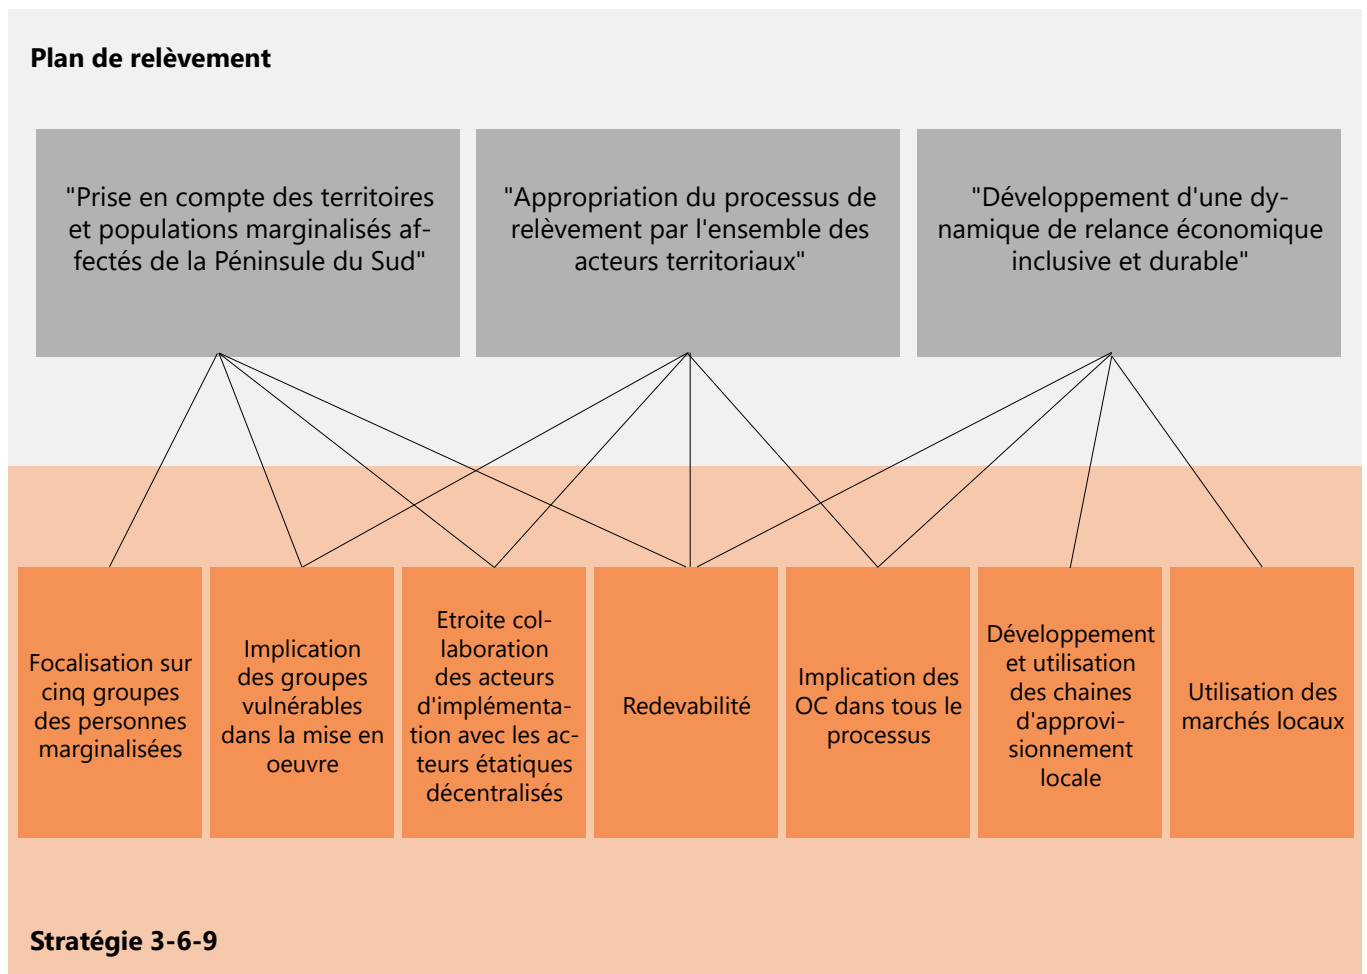 Plan de relèvement
"Prise en compte des territoires
et populations marginalisés af-
fectés de la Péninsule du Sud"
"Appropriation du processus de
relèvement par l'ensemble des
acteurs territoriaux"
"Développement d'une dy-
namique de relance économique
inclusive et durable"
Focalisation sur
cinq groupes
des personnes
marginalisées
Implication
des groupes
vulnérables
dans la mise en
oeuvre
Etroite col-
laboration
des acteurs
d'implémenta-
tion avec les ac-
teurs étatiques
décentralisés
Redevabilité
Implication des
OC dans tous le
processus
Développement
et utilisation
des chaines
d'approvi-
sionnement
locale
Utilisation des
marchés locaux
Stratégie 3-6-9